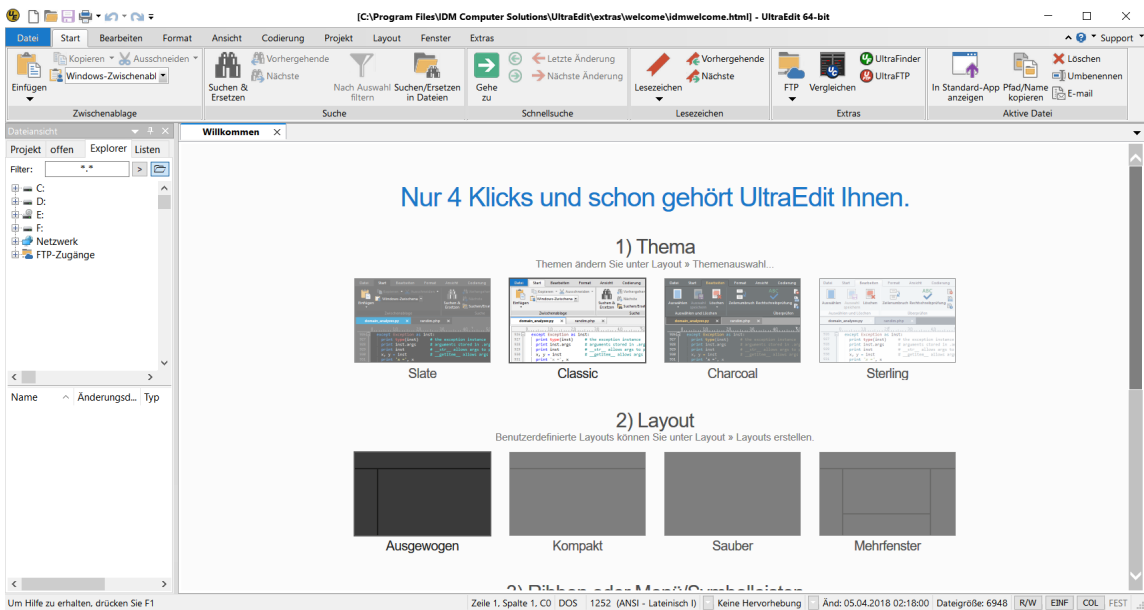 [C:\Program Files\IDM Computer Solutions\UltraEdit\extras\welcome\idmwelcome.html] - UltraEdit 64-bit
Datei Start Bearbeiten Format Ansicht Codierung Projekt Layout Fenster Extras Support
Kopieren Ausschneiden
Windows-Zwischenabl
Einfügen
Zwischenablage
Suchen & Ersetzen
Vorhergehende
Nächste
Nach Auswahl filtern
Suchen/Ersetzen in Dateien
Suche
Gehe zu
Letzte Änderung
Nächste Änderung
Schnellsuche
Lesezeichen
Vorhergehende
Nächste
Lesezeichen
FTP
Vergleichen
UltraFinder
UltraFTP
Extras
In Standard-App anzeigen
Pfad/Name kopieren
Löschen
Umbenennen
E-mail
Aktive Datei
Dateiansicht
Projekt offen Explorer Listen
Filter: *.* >
C:
D:
E:
F:
Netzwerk
FTP-Zugänge
Name Änderungsd... Typ
Willkommen
Nur 4 Klicks und schon gehört UltraEdit Ihnen.
1) Thema
Themen ändern Sie unter Layout » Themenauswahl...
Slate Classic Charcoal Sterling
2) Layout
Benutzerdefinierte Layouts können Sie unter Layout » Layouts erstellen.
Ausgewogen Kompakt Sauber Mehrfenster
Um Hilfe zu erhalten, drücken Sie F1
Zeile 1, Spalte 1, C0 DOS 1252 (ANSI - Lateinisch I) Keine Hervorhebung Änd: 05.04.2018 02:18:00 Dateigröße: 6948 R/W EINF COL FEST